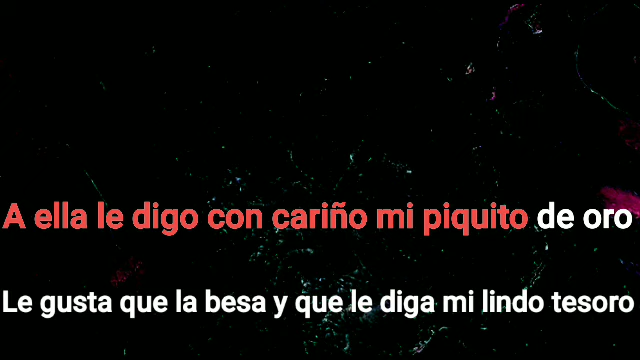 A ella le digo con cariño mi piquito de oro
Le gusta que la besa y que le diga mi lindo tesoro